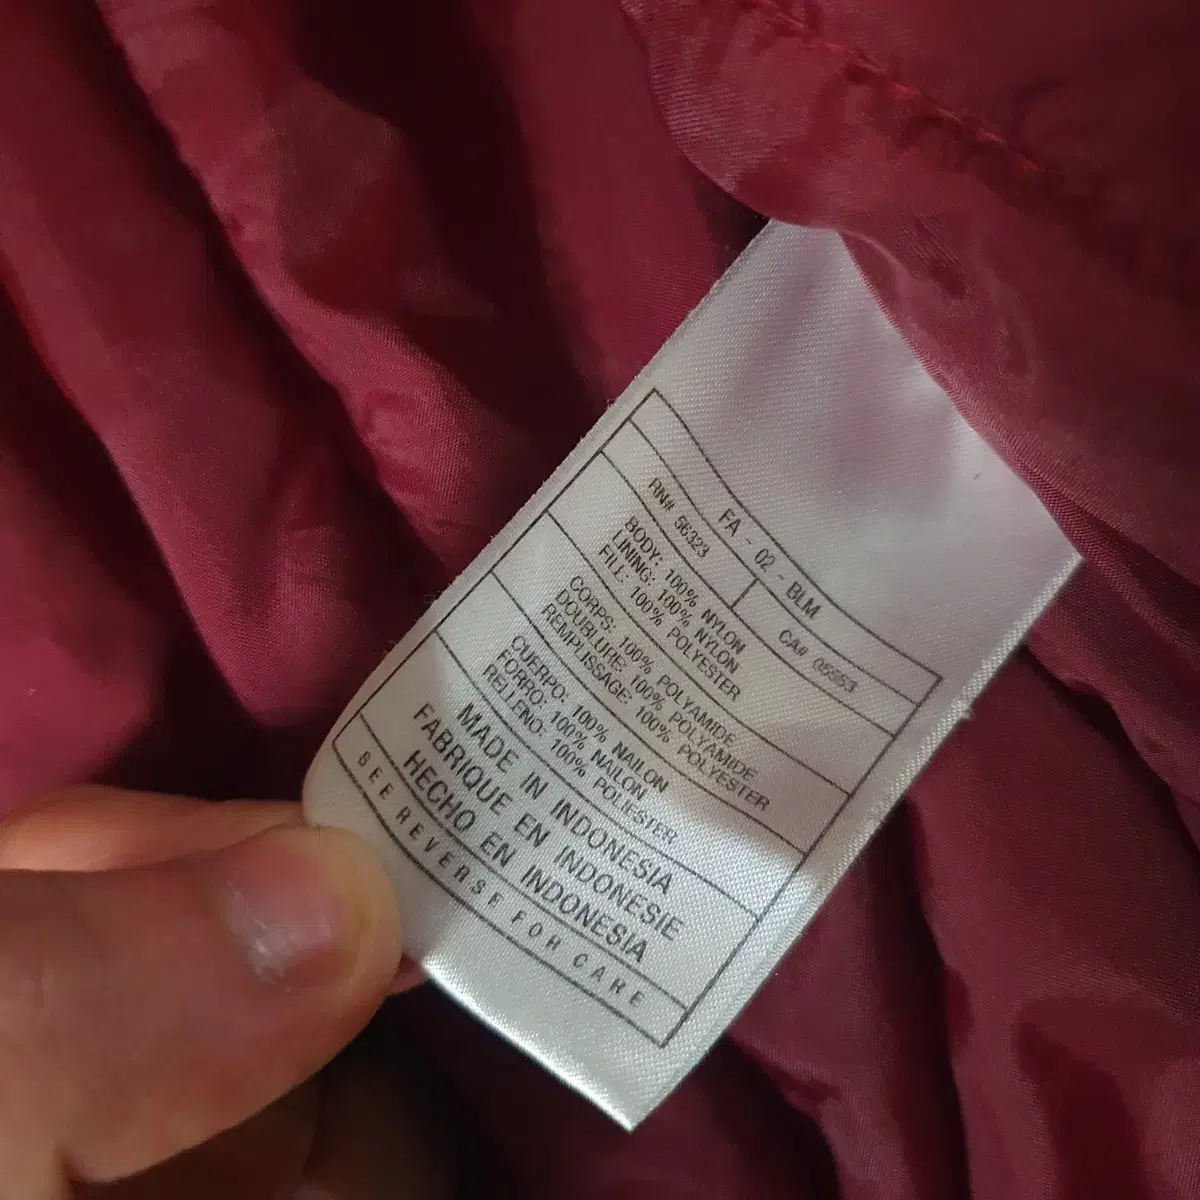 FA - 02 - BLM
RN# 56323 CA# 05553
BODY: 100% NYLON
LINING: 100% NYLON
FILL: 100% POLYESTER
CORPS: 100% POLYAMIDE
DOUBLURE: 100% POLYAMIDE
REMPLISSAGE: 100% POLYESTER
CUERPO: 100% NAILON
FORRO: 100% NAILON
RELLENO: 100% POLIESTER
MADE IN INDONESIA
FABRIQUE EN INDONESIE
HECHO EN INDONESIA
SEE REVERSE FOR CARE